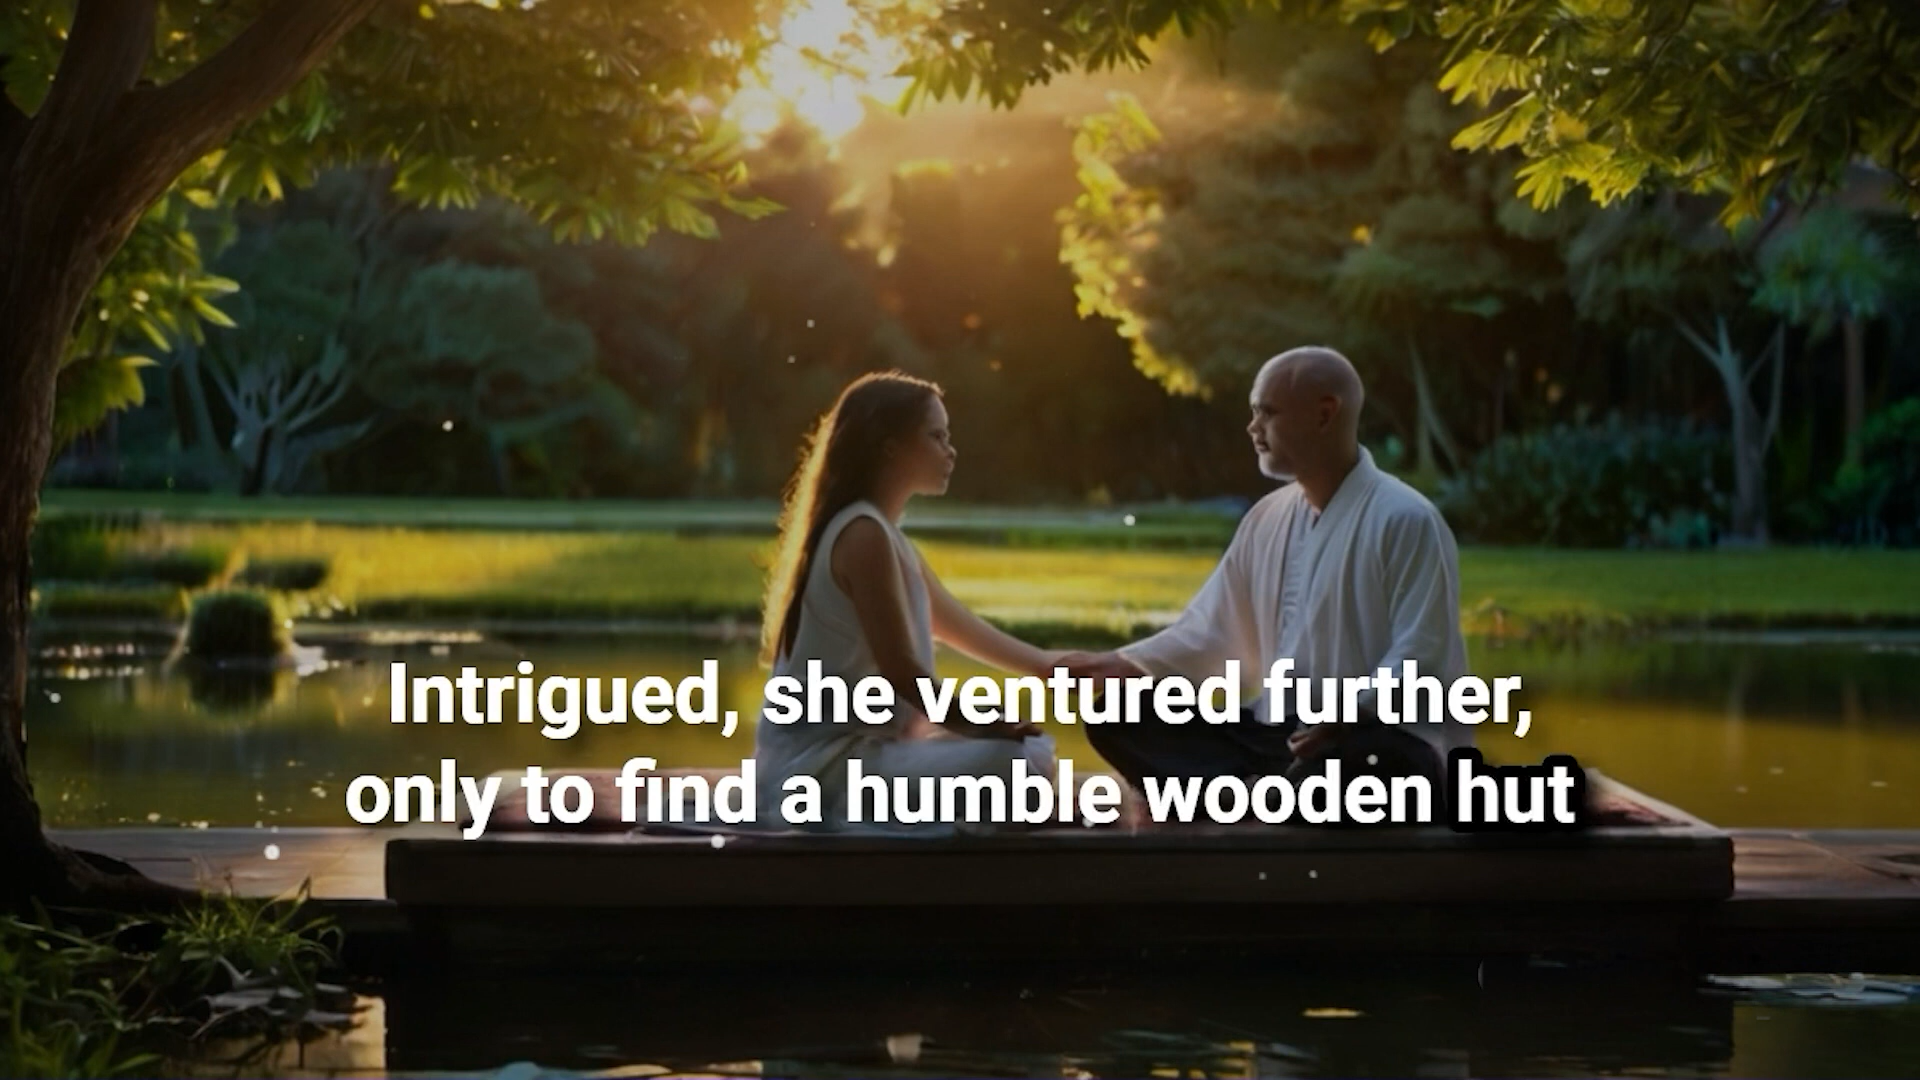 Intrigued, she ventured further,
only to find a humble wooden hut